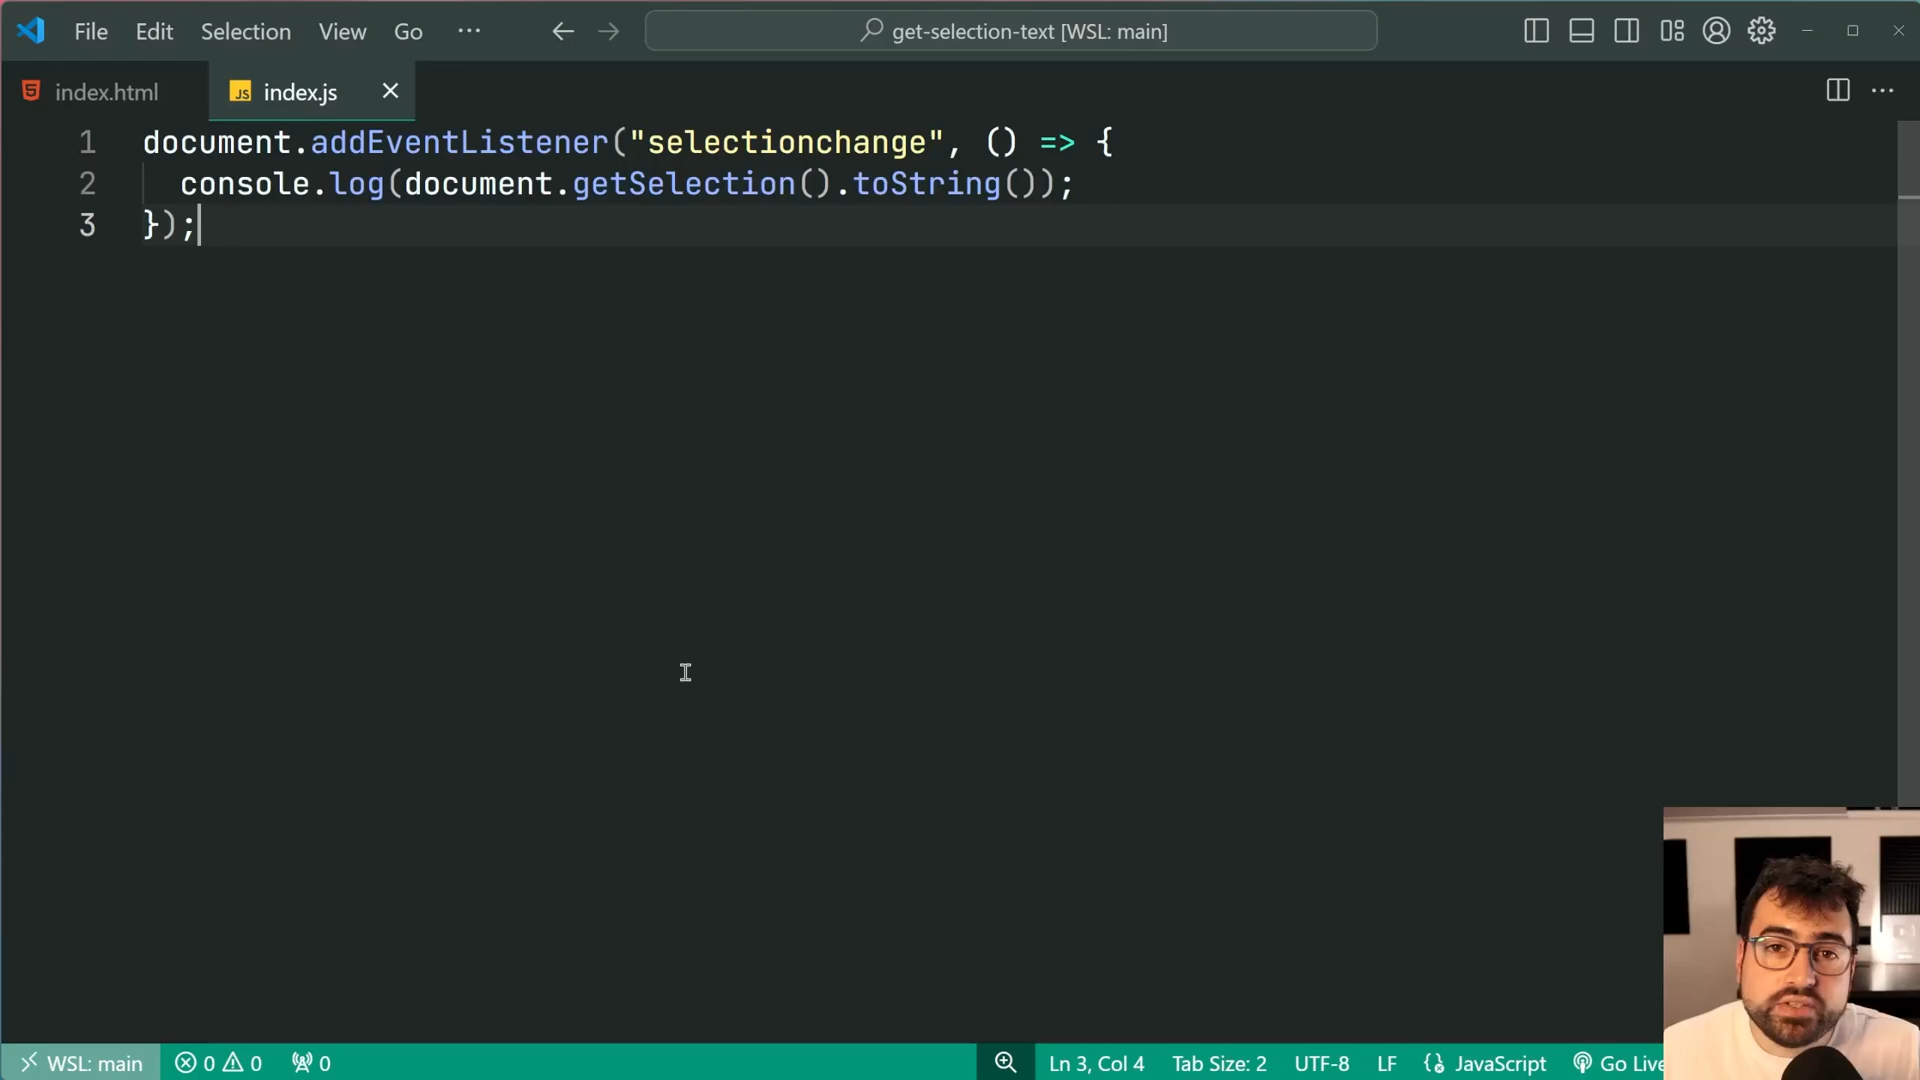 File Edit Selection View Go ··· get-selection-text [WSL: main]
index.html index.js
1 document.addEventListener("selectionchange", () => {
2 console.log(document.getSelection().toString());
3 });
WSL: main 0 0 0 Ln 3, Col 4 Tab Size: 2 UTF-8 LF JavaScript Go Live